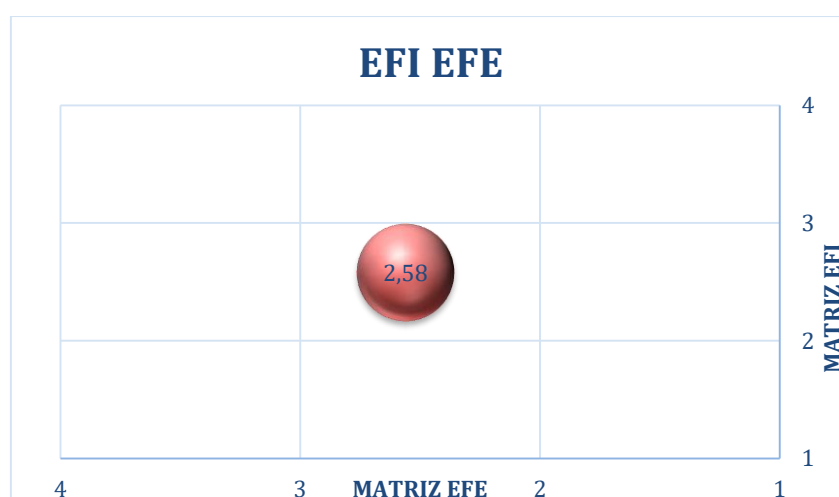 EFI EFE
4
3
2,58
2
MATRIZ EFI
1
4 3 MATRIZ EFE 2 1